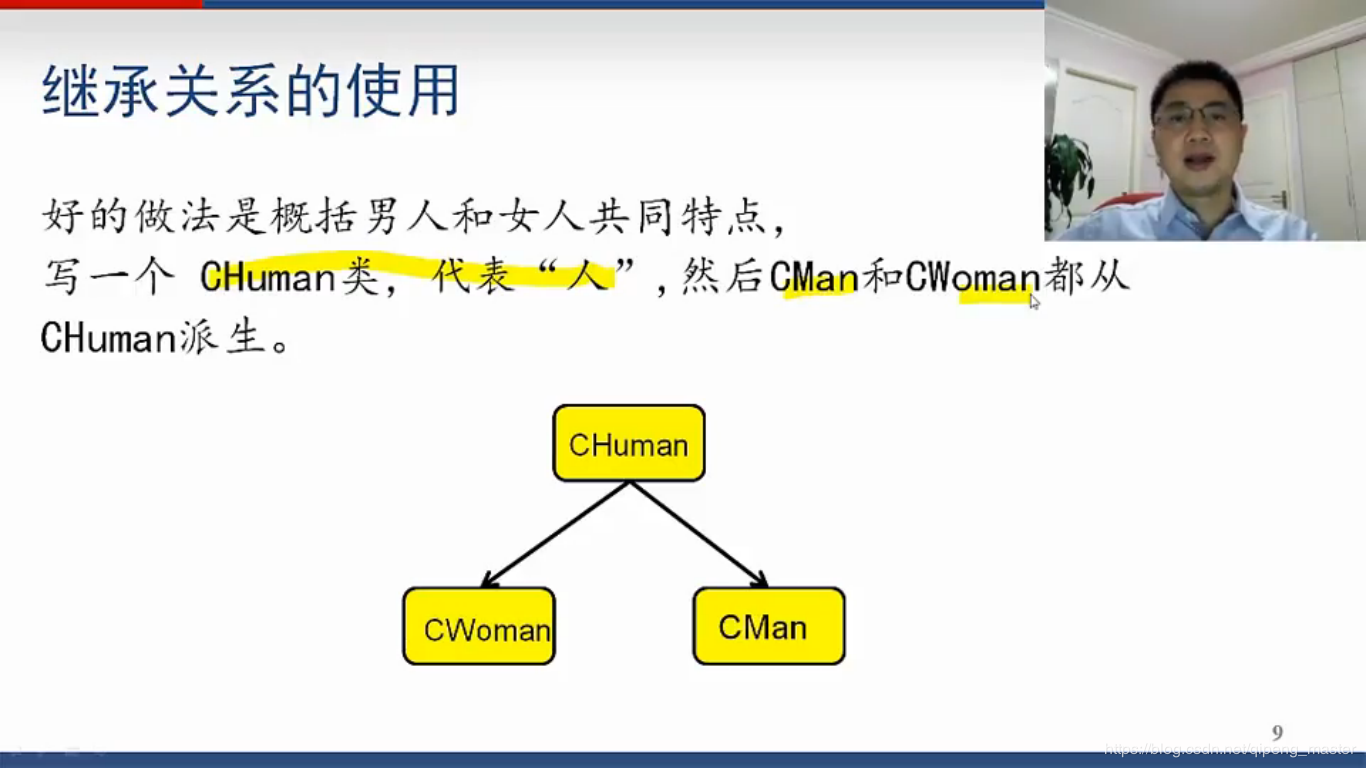 继承关系的使用
好的做法是概括男人和女人共同特点，
写一个 CHuman类，代表“人”,然后CMan和CWoman都从
CHuman派生。
CHuman
CWoman
CMan
9
https://blog.csdn.net/qipeng_master